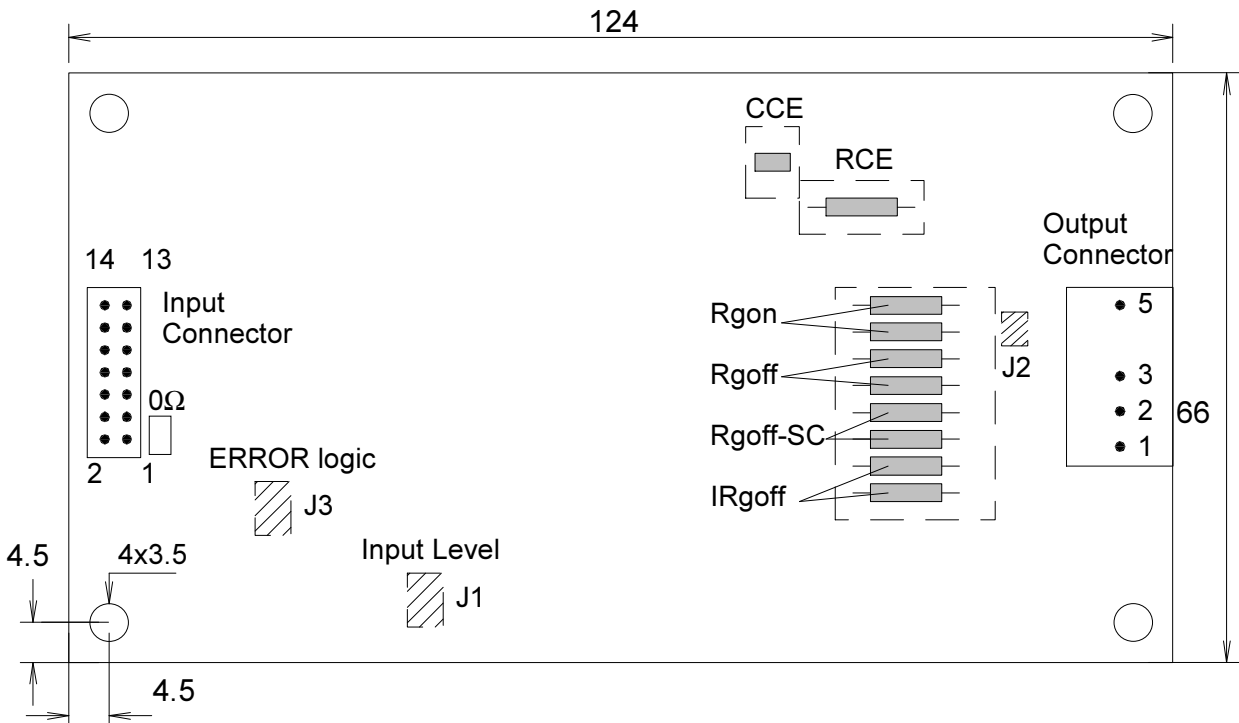 124
CCE
RCE
Output
Connector
14 13
Input
Connector
Rgon
5
J2
Rgoff
3
0Ω
2
66
Rgoff-SC
1
2 1
ERROR logic
IRgoff
J3
4.5
4x3.5
Input Level
J1
4.5